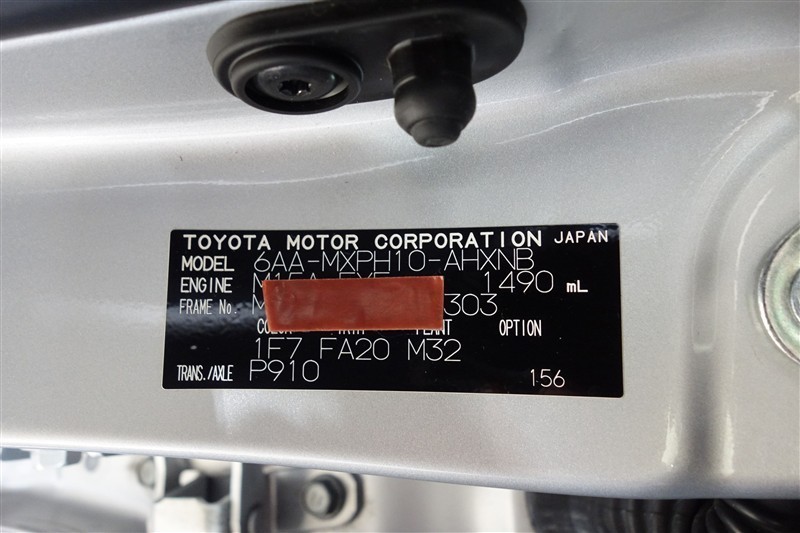 TOYOTA MOTOR CORPORATION JAPAN
MODEL 6AA-MXPH10-AHXNB
ENGINE 1490 mL
FRAME No. 303
OPTION
1F7 FA20 M32
TRANS./AXLE P910 156